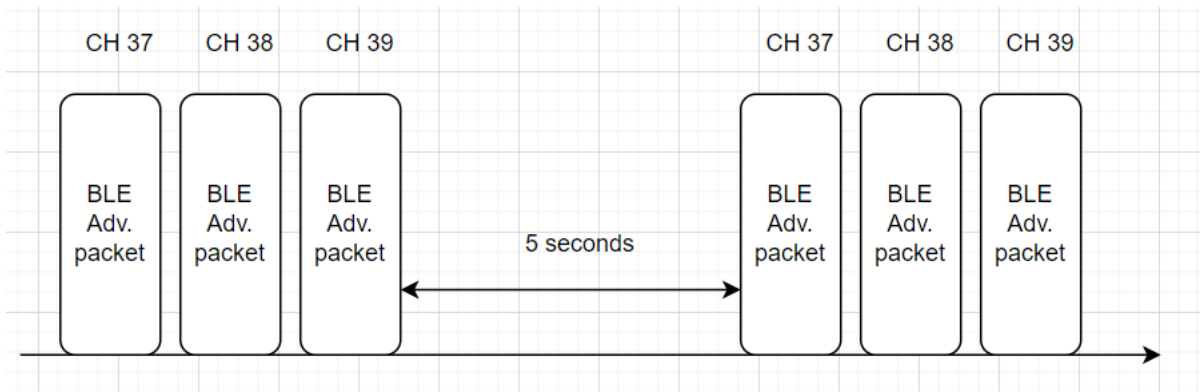 CH 37 CH 38 CH 39 CH 37 CH 38 CH 39
BLE BLE BLE BLE BLE BLE
Adv. Adv. Adv. Adv. Adv. Adv.
packet packet packet packet packet packet
5 seconds